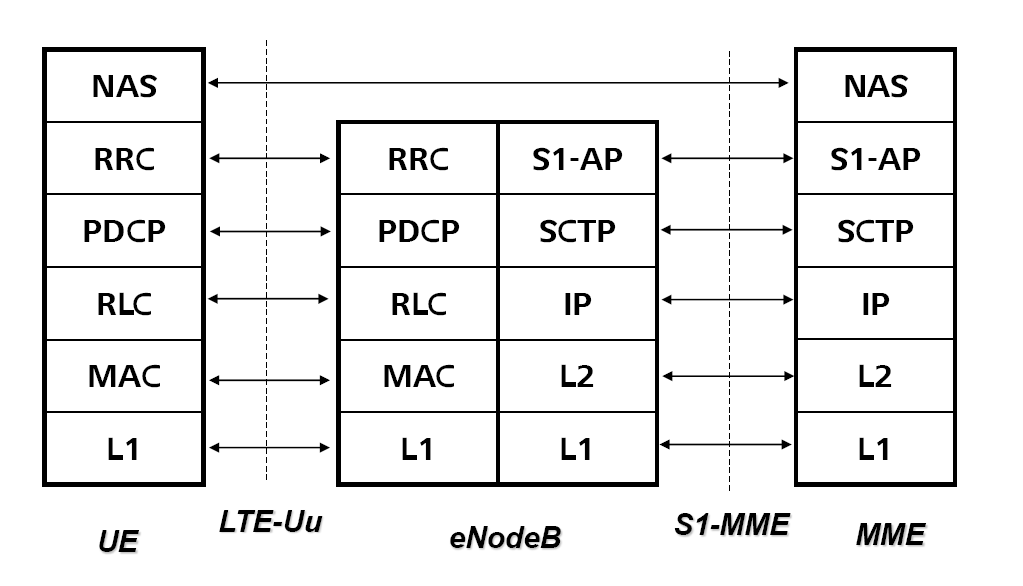 NAS NAS
RRC RRC S1-AP S1-AP
PDCP PDCP SCTP SCTP
RLC RLC IP IP
MAC MAC L2 L2
L1 L1 L1 L1
UE LTE-Uu eNodeB S1-MME MME